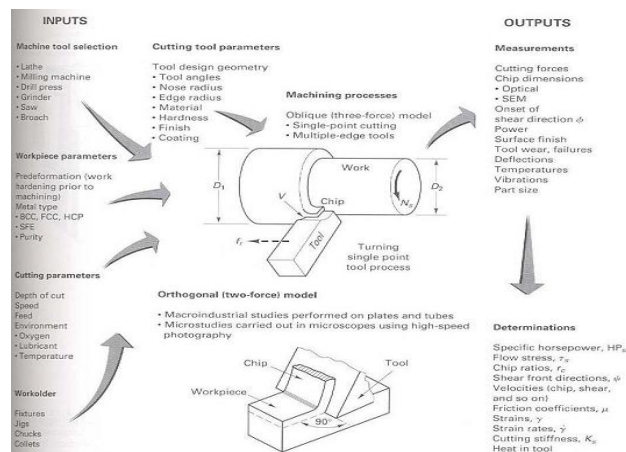 INPUTS
OUTPUTS
Machine tool selection
• Lathe
• Milling machine
• Drill press
• Grinder
• Saw
• Broach
Workpiece parameters
Predeformation (work
hardening prior to
machining)
Metal type
• BCC, FCC, HCP
• SFE
• Purity
Cutting parameters
Depth of cut
Speed
Feed
Environment
• Oxygen
• Lubricant
• Temperature
Workolder
Fixtures
Jigs
Chucks
Collets
Cutting tool parameters
Tool design geometry
• Tool angles
• Nose radius
• Edge radius
• Material
• Hardness
• Finish
• Coating
Machining processes
Oblique (three-force) model
• Single-point cutting
• Multiple-edge tools
Work
D₁
D₂
V
Chip
Nₛ
fᵣ
Tool
Turning
single point
tool process
Orthogonal (two-force) model
• Macroindustrial studies performed on plates and tubes
• Microstudies carried out in microscopes using high-speed
photography
Chip
Tool
Workpiece
90°
Measurements
Cutting forces
Chip dimensions
• Optical
• SEM
Onset of
shear direction ϕ
Power
Surface finish
Tool wear, failures
Deflections
Temperatures
Vibrations
Part size
Determinations
Specific horsepower, HPₛ
Flow stress, τₛ
Chip ratios, r꜀
Shear front directions, ψ
Velocities (chip, shear,
and so on)
Friction coefficients, μ
Strains, γ
Strain rates, γ̇
Cutting stiffness, Kₛ
Heat in tool